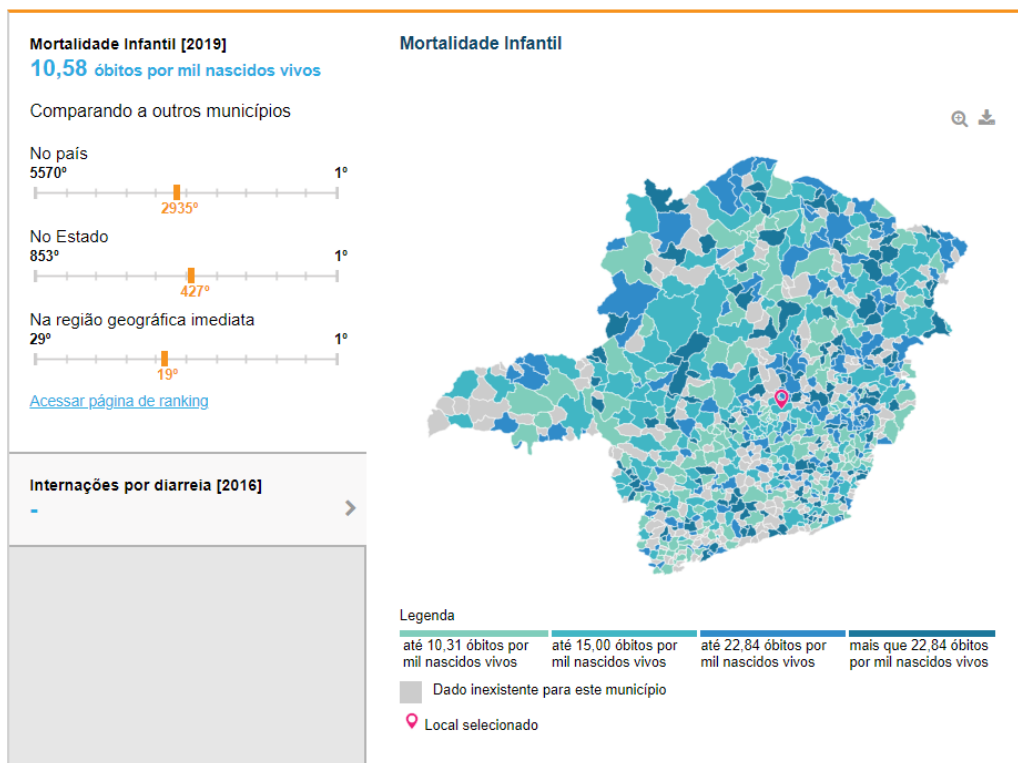 Mortalidade Infantil [2019]
10,58 óbitos por mil nascidos vivos
Comparando a outros municípios
No país
5570º 1º
2935º
No Estado
853º 1º
427º
Na região geográfica imediata
29º 1º
19º
Acessar página de ranking
Internações por diarreia [2016]
-
Mortalidade Infantil
Legenda
até 10,31 óbitos por
mil nascidos vivos
até 15,00 óbitos por
mil nascidos vivos
até 22,84 óbitos por
mil nascidos vivos
mais que 22,84 óbitos
por mil nascidos vivos
Dado inexistente para este município
Local selecionado